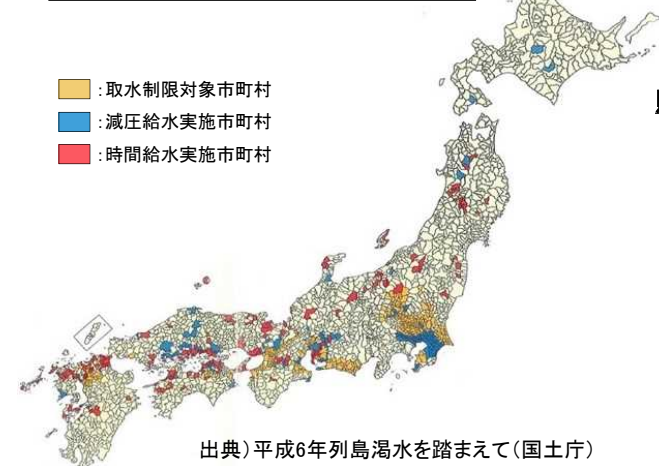 :取水制限対象市町村
:減圧給水実施市町村
:時間給水実施市町村
出典)平成6年列島渇水を踏まえて(国土庁)